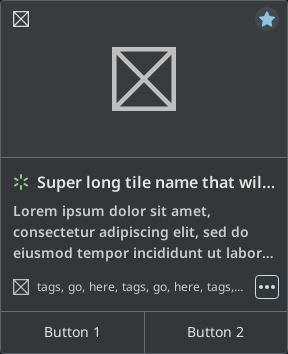 Super long tile name that wil...
Lorem ipsum dolor sit amet,
consectetur adipiscing elit, sed do
eiusmod tempor incididunt ut labor...
tags, go, here, tags, go, here, tags,...
Button 1
Button 2